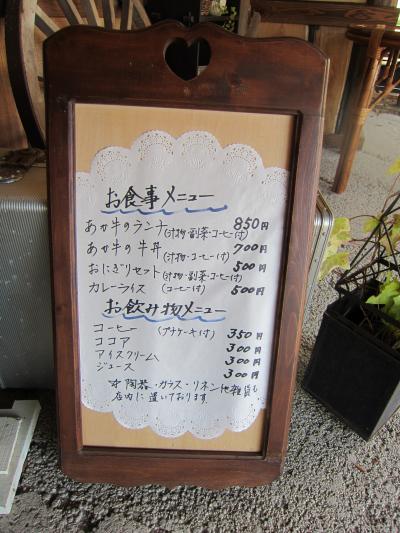 お食事メニュー
あか牛のランチ(汁物・副菜・コーヒー付) 850円
あか牛の牛丼(汁物・コーヒー付) 700円
おにぎりセット(汁物・副菜・コーヒー付) 500円
カレーライス(コーヒー付) 500円
お飲み物メニュー
コーヒー(プチケーキ付) 350円
ココア 300円
アイスクリーム 300円
ジュース 300円
陶器・ガラス・リネン他雑貨も
店内に置いております。